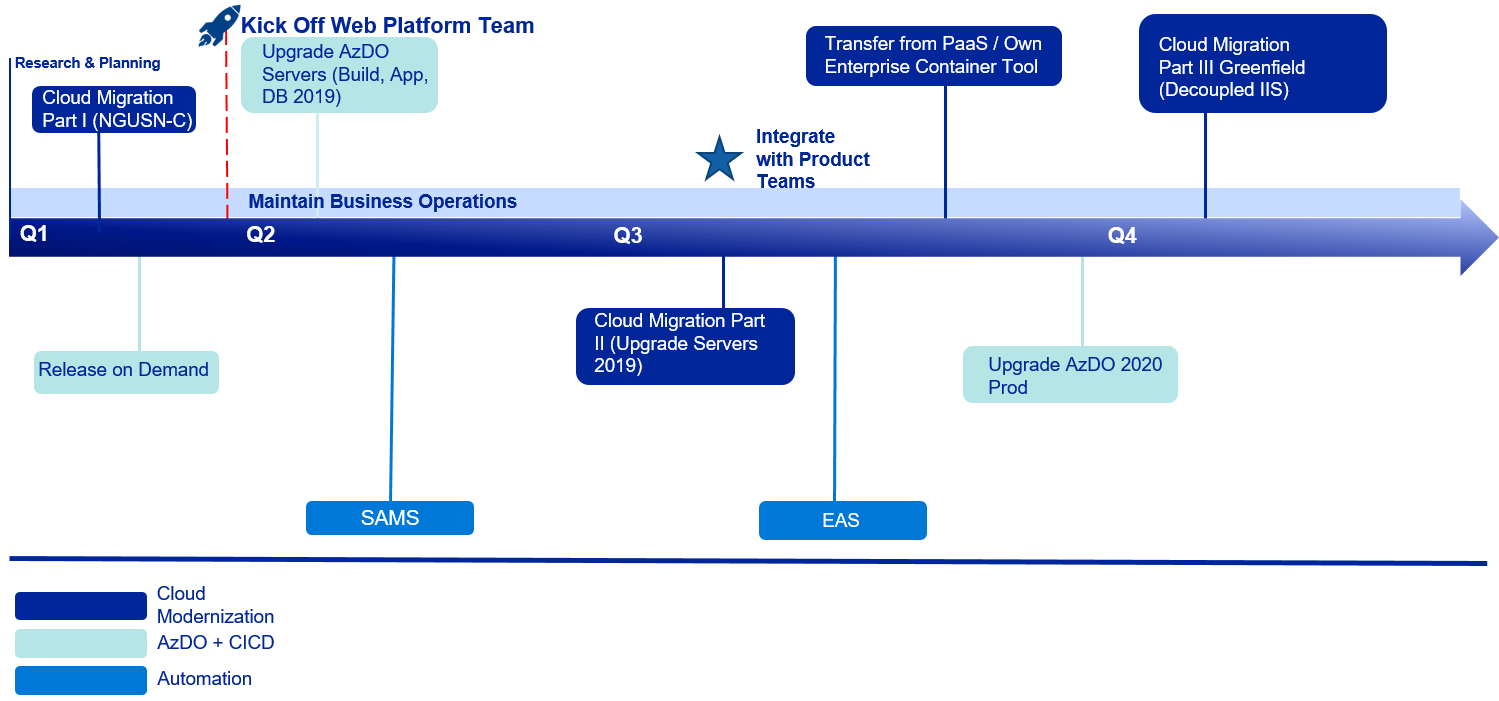 Kick Off Web Platform Team
Research & Planning
Cloud Migration
Part I (NGUSN-C)
Upgrade AzDO
Servers (Build, App,
DB 2019)
Transfer from PaaS / Own
Enterprise Container Tool
Cloud Migration
Part III Greenfield
(Decoupled IIS)
Integrate
with Product
Teams
Maintain Business Operations
Q1
Q2
Q3
Q4
Release on Demand
Cloud Migration Part
II (Upgrade Servers
2019)
Upgrade AzDO 2020
Prod
SAMS
EAS
Cloud
Modernization
AzDO + CICD
Automation